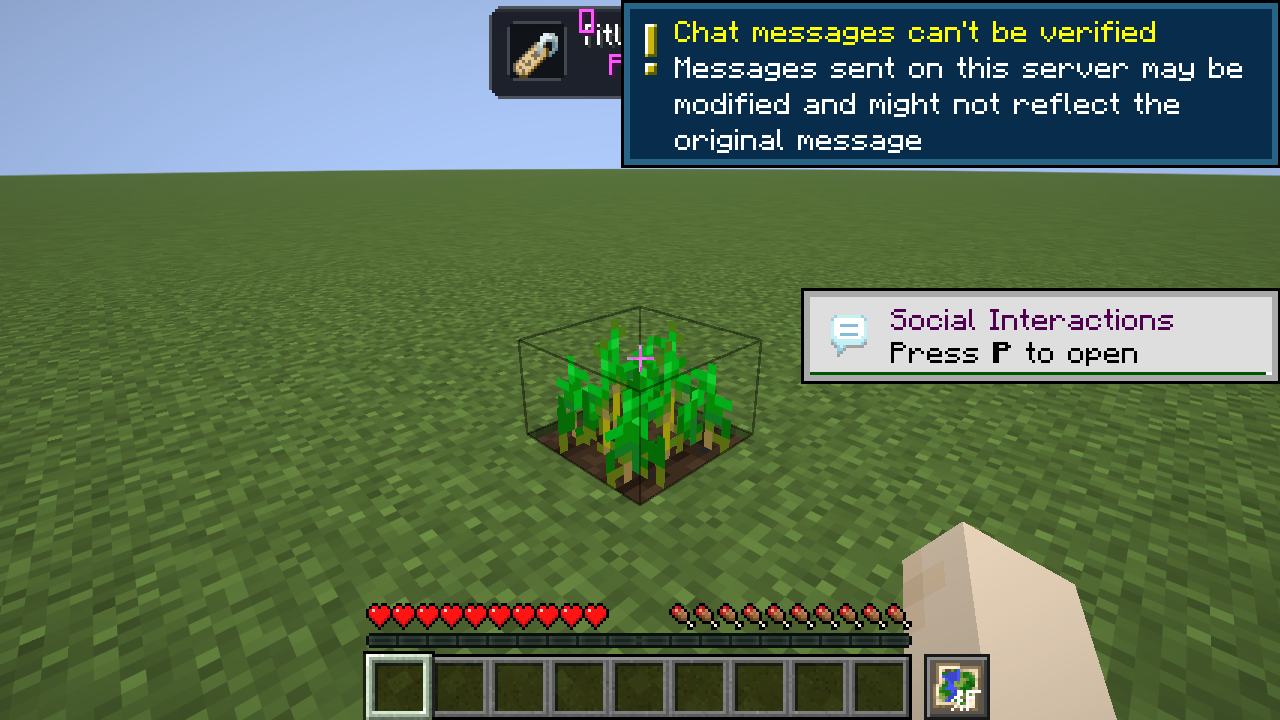 Chat messages can't be verified
Messages sent on this server may be
modified and might not reflect the
original message
Social Interactions
Press P to open